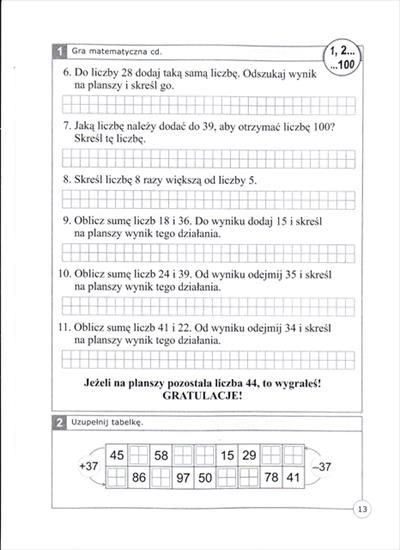 1 Gra matematyczna cd.
1, 2...
...100
6. Do liczby 28 dodaj taką samą liczbę. Odszukaj wynik
na planszy i skreśl go.
7. Jaką liczbę należy dodać do 39, aby otrzymać liczbę 100?
Skreśl tę liczbę.
8. Skreśl liczbę 8 razy większą od liczby 5.
9. Oblicz sumę liczb 18 i 36. Do wyniku dodaj 15 i skreśl
na planszy wynik tego działania.
10. Oblicz sumę liczb 24 i 39. Od wyniku odejmij 35 i skreśl
na planszy wynik tego działania.
11. Oblicz sumę liczb 41 i 22. Od wyniku odejmij 34 i skreśl
na planszy wynik tego działania.
Jeżeli na planszy pozostała liczba 44, to wygrałeś!
GRATULACJE!
2 Uzupełnij tabelkę.
45 58 15 29
+37 –37
86 97 50 78 41
13